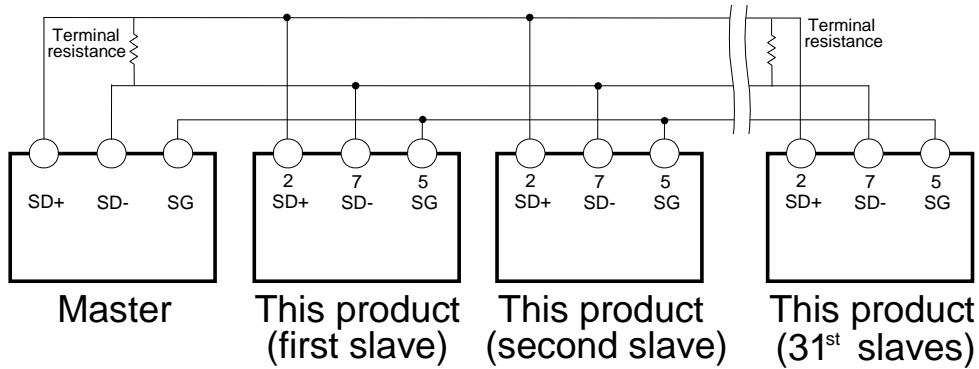 Terminal
resistance
Terminal
resistance
SD+ SD- SG
2 7 5
SD+ SD- SG
2 7 5
SD+ SD- SG
2 7 5
SD+ SD- SG
Master
This product
(first slave)
This product
(second slave)
This product
(31st slaves)